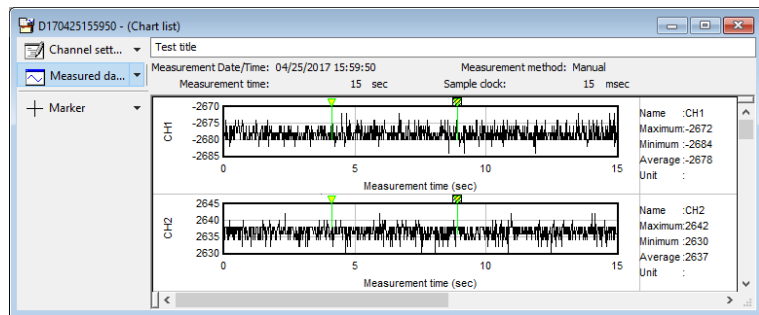 D170425155950 - (Chart list)
Channel sett...
Test title
Measured da...
Measurement Date/Time: 04/25/2017 15:59:50 Measurement method: Manual
Measurement time: 15 sec Sample clock: 15 msec
Marker
CH1
-2670
-2675
-2680
-2685
0 5 10 15
Measurement time (sec)
Name :CH1
Maximum:-2672
Minimum :-2684
Average :-2678
Unit :
CH2
2645
2640
2635
2630
0 5 10 15
Measurement time (sec)
Name :CH2
Maximum:2642
Minimum :2630
Average :2637
Unit :